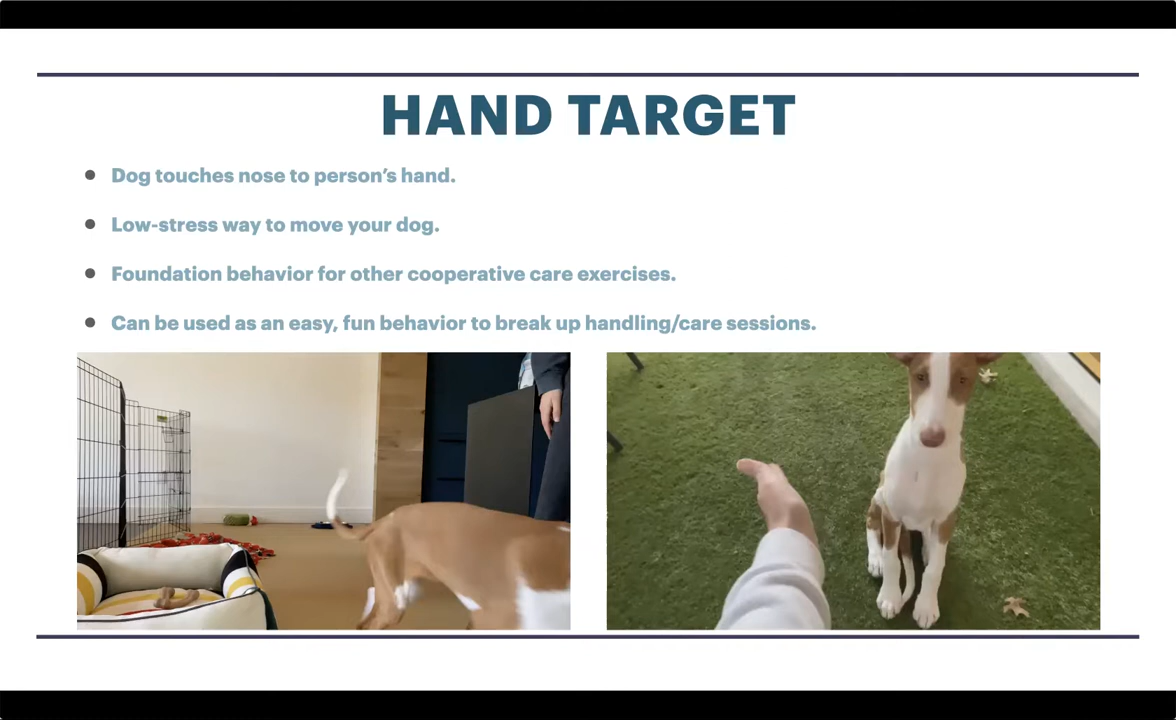 HAND TARGET
Dog touches nose to person's hand.
Low-stress way to move your dog.
Foundation behavior for other cooperative care exercises.
Can be used as an easy, fun behavior to break up handling/care sessions.